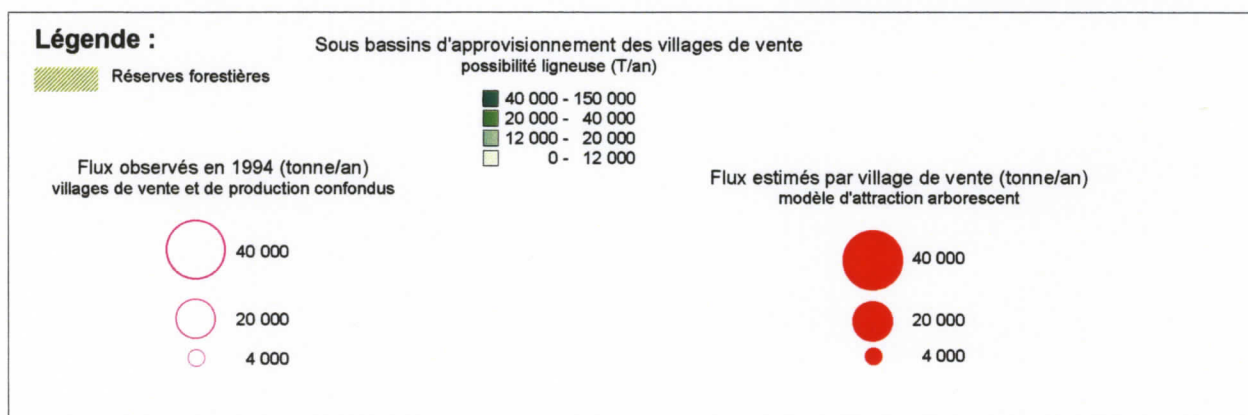 Légende :
Réserves forestières
Sous bassins d'approvisionnement des villages de vente
possibilité ligneuse (T/an)
40 000 - 150 000
20 000 - 40 000
12 000 - 20 000
0 - 12 000
Flux observés en 1994 (tonne/an)
villages de vente et de production confondus
40 000
20 000
4 000
Flux estimés par village de vente (tonne/an)
modèle d'attraction arborescent
40 000
20 000
4 000